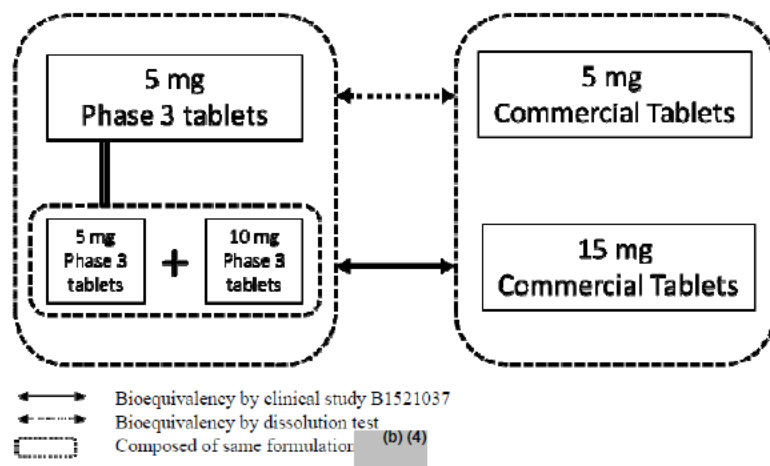 5 mg
Phase 3 tablets
5 mg
Commercial Tablets
5 mg
Phase 3
tablets
+
10 mg
Phase 3
tablets
15 mg
Commercial Tablets
Bioequivalency by clinical study B1521037
Bioequivalency by dissolution test
Composed of same formulation (b) (4)